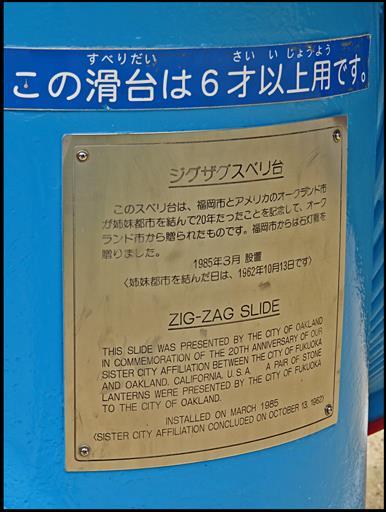 すべりだい さい いじょうよう
この滑台は6才以上用です。
ジグザグスベリ台
このスベリ台は、福岡市とアメリカのオークランド市
が姉妹都市を結んで20年たったことを記念して、オーク
ランド市から贈られたものです。福岡市からは石灯籠を
贈りました。
1985年3月 設置
〈姉妹都市を結んだ日は、1962年10月13日です〉
ZIG-ZAG SLIDE
THIS SLIDE WAS PRESENTED BY THE CITY OF OAKLAND
IN COMMEMORATION OF THE 20TH ANNIVERSARY OF OUR
SISTER CITY AFFILIATION BETWEEN THE CITY OF FUKUOKA
AND OAKLAND, CALIFORNIA, U.S.A. A PAIR OF STONE
LANTERNS WERE PRESENTED BY THE CITY OF FUKUOKA
TO THE CITY OF OAKLAND.
INSTALLED ON MARCH 1985
〈SISTER CITY AFFILIATION CONCLUDED ON OCTOBER 13, 1962〉